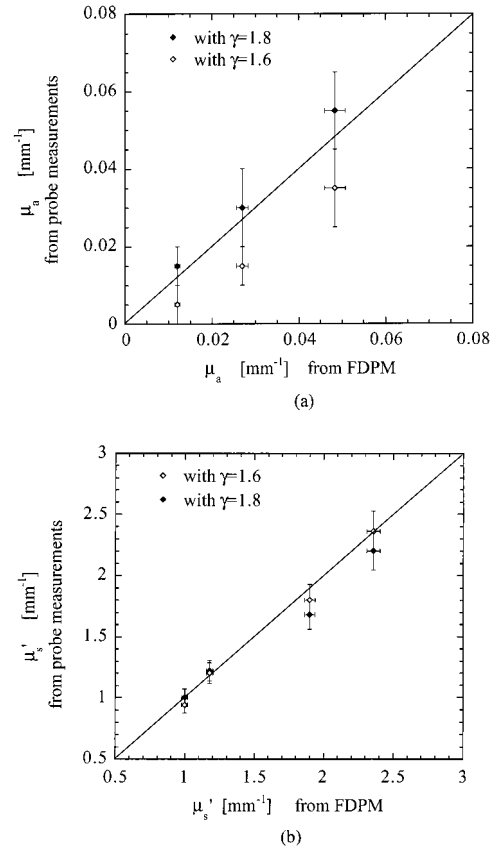 (a)
with γ=1.8
with γ=1.6
μa [mm-1]
from probe measurements
0.08
0.06
0.04
0.02
0
0 0.02 0.04 0.06 0.08
μa [mm-1] from FDPM
(a)
with γ=1.6
with γ=1.8
μs' [mm-1]
from probe measurements
3
2.5
2
1.5
1
0.5
0.5 1 1.5 2 2.5 3
μs' [mm-1] from FDPM
(b)